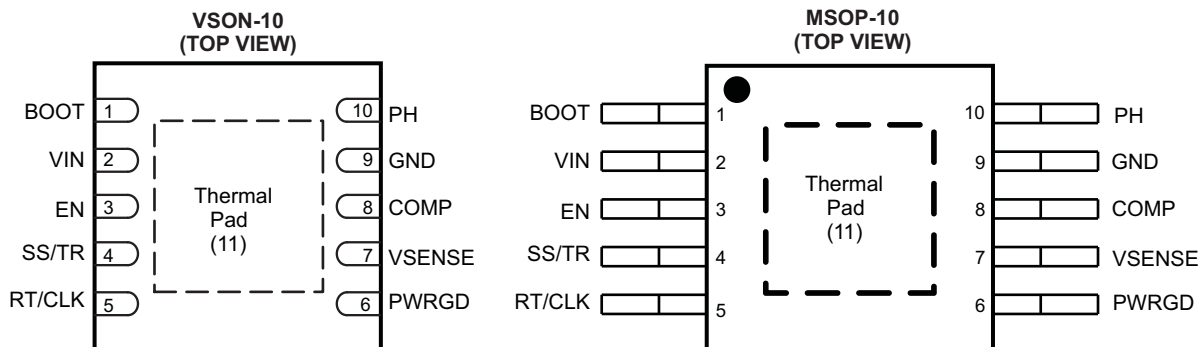 VSON-10
(TOP VIEW)
BOOT 1
VIN 2
EN 3
SS/TR 4
RT/CLK 5
Thermal
Pad
(11)
10 PH
9 GND
8 COMP
7 VSENSE
6 PWRGD
MSOP-10
(TOP VIEW)
BOOT 1
VIN 2
EN 3
SS/TR 4
RT/CLK 5
Thermal
Pad
(11)
10 PH
9 GND
8 COMP
7 VSENSE
6 PWRGD